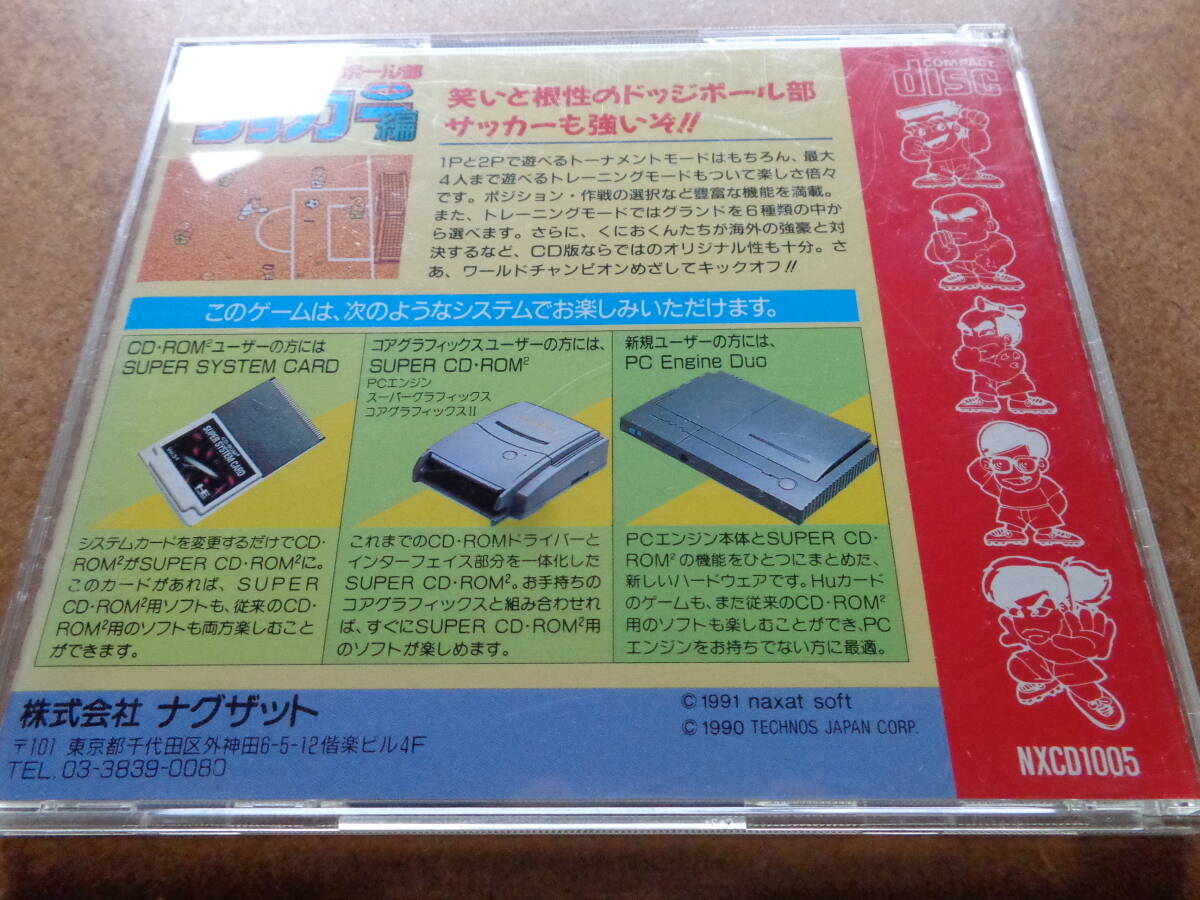 ボール部
サッカー編
笑いと根性のドッジボール部
サッカーも強いぞ!!
1Pと2Pで遊べるトーナメントモードはもちろん、最大
4人まで遊べるトレーニングモードもついて楽しさ倍々
です。ポジション・作戦の選択など豊富な機能を満載。
また、トレーニングモードではグランドを6種類の中か
ら選べます。さらに、くにおくんたちが海外の強豪と対
決するなど、CD版ならではのオリジナル性も十分。さ
あ、ワールドチャンピオンめざしてキックオフ!!
COMPACT
disc
このゲームは、次のようなシステムでお楽しみいただけます。
CD・ROM²ユーザーの方には
SUPER SYSTEM CARD
CD・ROM²
SUPER SYSTEM CARD
システムカードを変更するだけでCD・
ROM²がSUPER CD・ROM²に。
このカードがあれば、SUPER
CD・ROM²用ソフトも、従来のCD・
ROM²用のソフトも両方楽しむこと
ができます。
コアグラフィックスユーザーの方には、
SUPER CD・ROM²
PCエンジン
スーパーグラフィックス
コアグラフィックスII
これまでのCD・ROMドライバーと
インターフェイス部分を一体化した
SUPER CD・ROM²。お手持ちの
コアグラフィックスと組み合わせれ
ば、すぐにSUPER CD・ROM²用
のソフトが楽しめます。
新規ユーザーの方には、
PC Engine Duo
PCエンジン本体とSUPER CD・
ROM²の機能をひとつにまとめた、
新しいハードウェアです。Huカード
のゲームも、また従来のCD・ROM²
用のソフトも楽しむことができ、PC
エンジンをお持ちでない方に最適。
株式会社 ナグザット
〒101 東京都千代田区外神田6-5-12偕楽ビル4F
TEL.03-3839-0080
©1991 naxat soft
©1990 TECHNOS JAPAN CORP.
NXCD1005